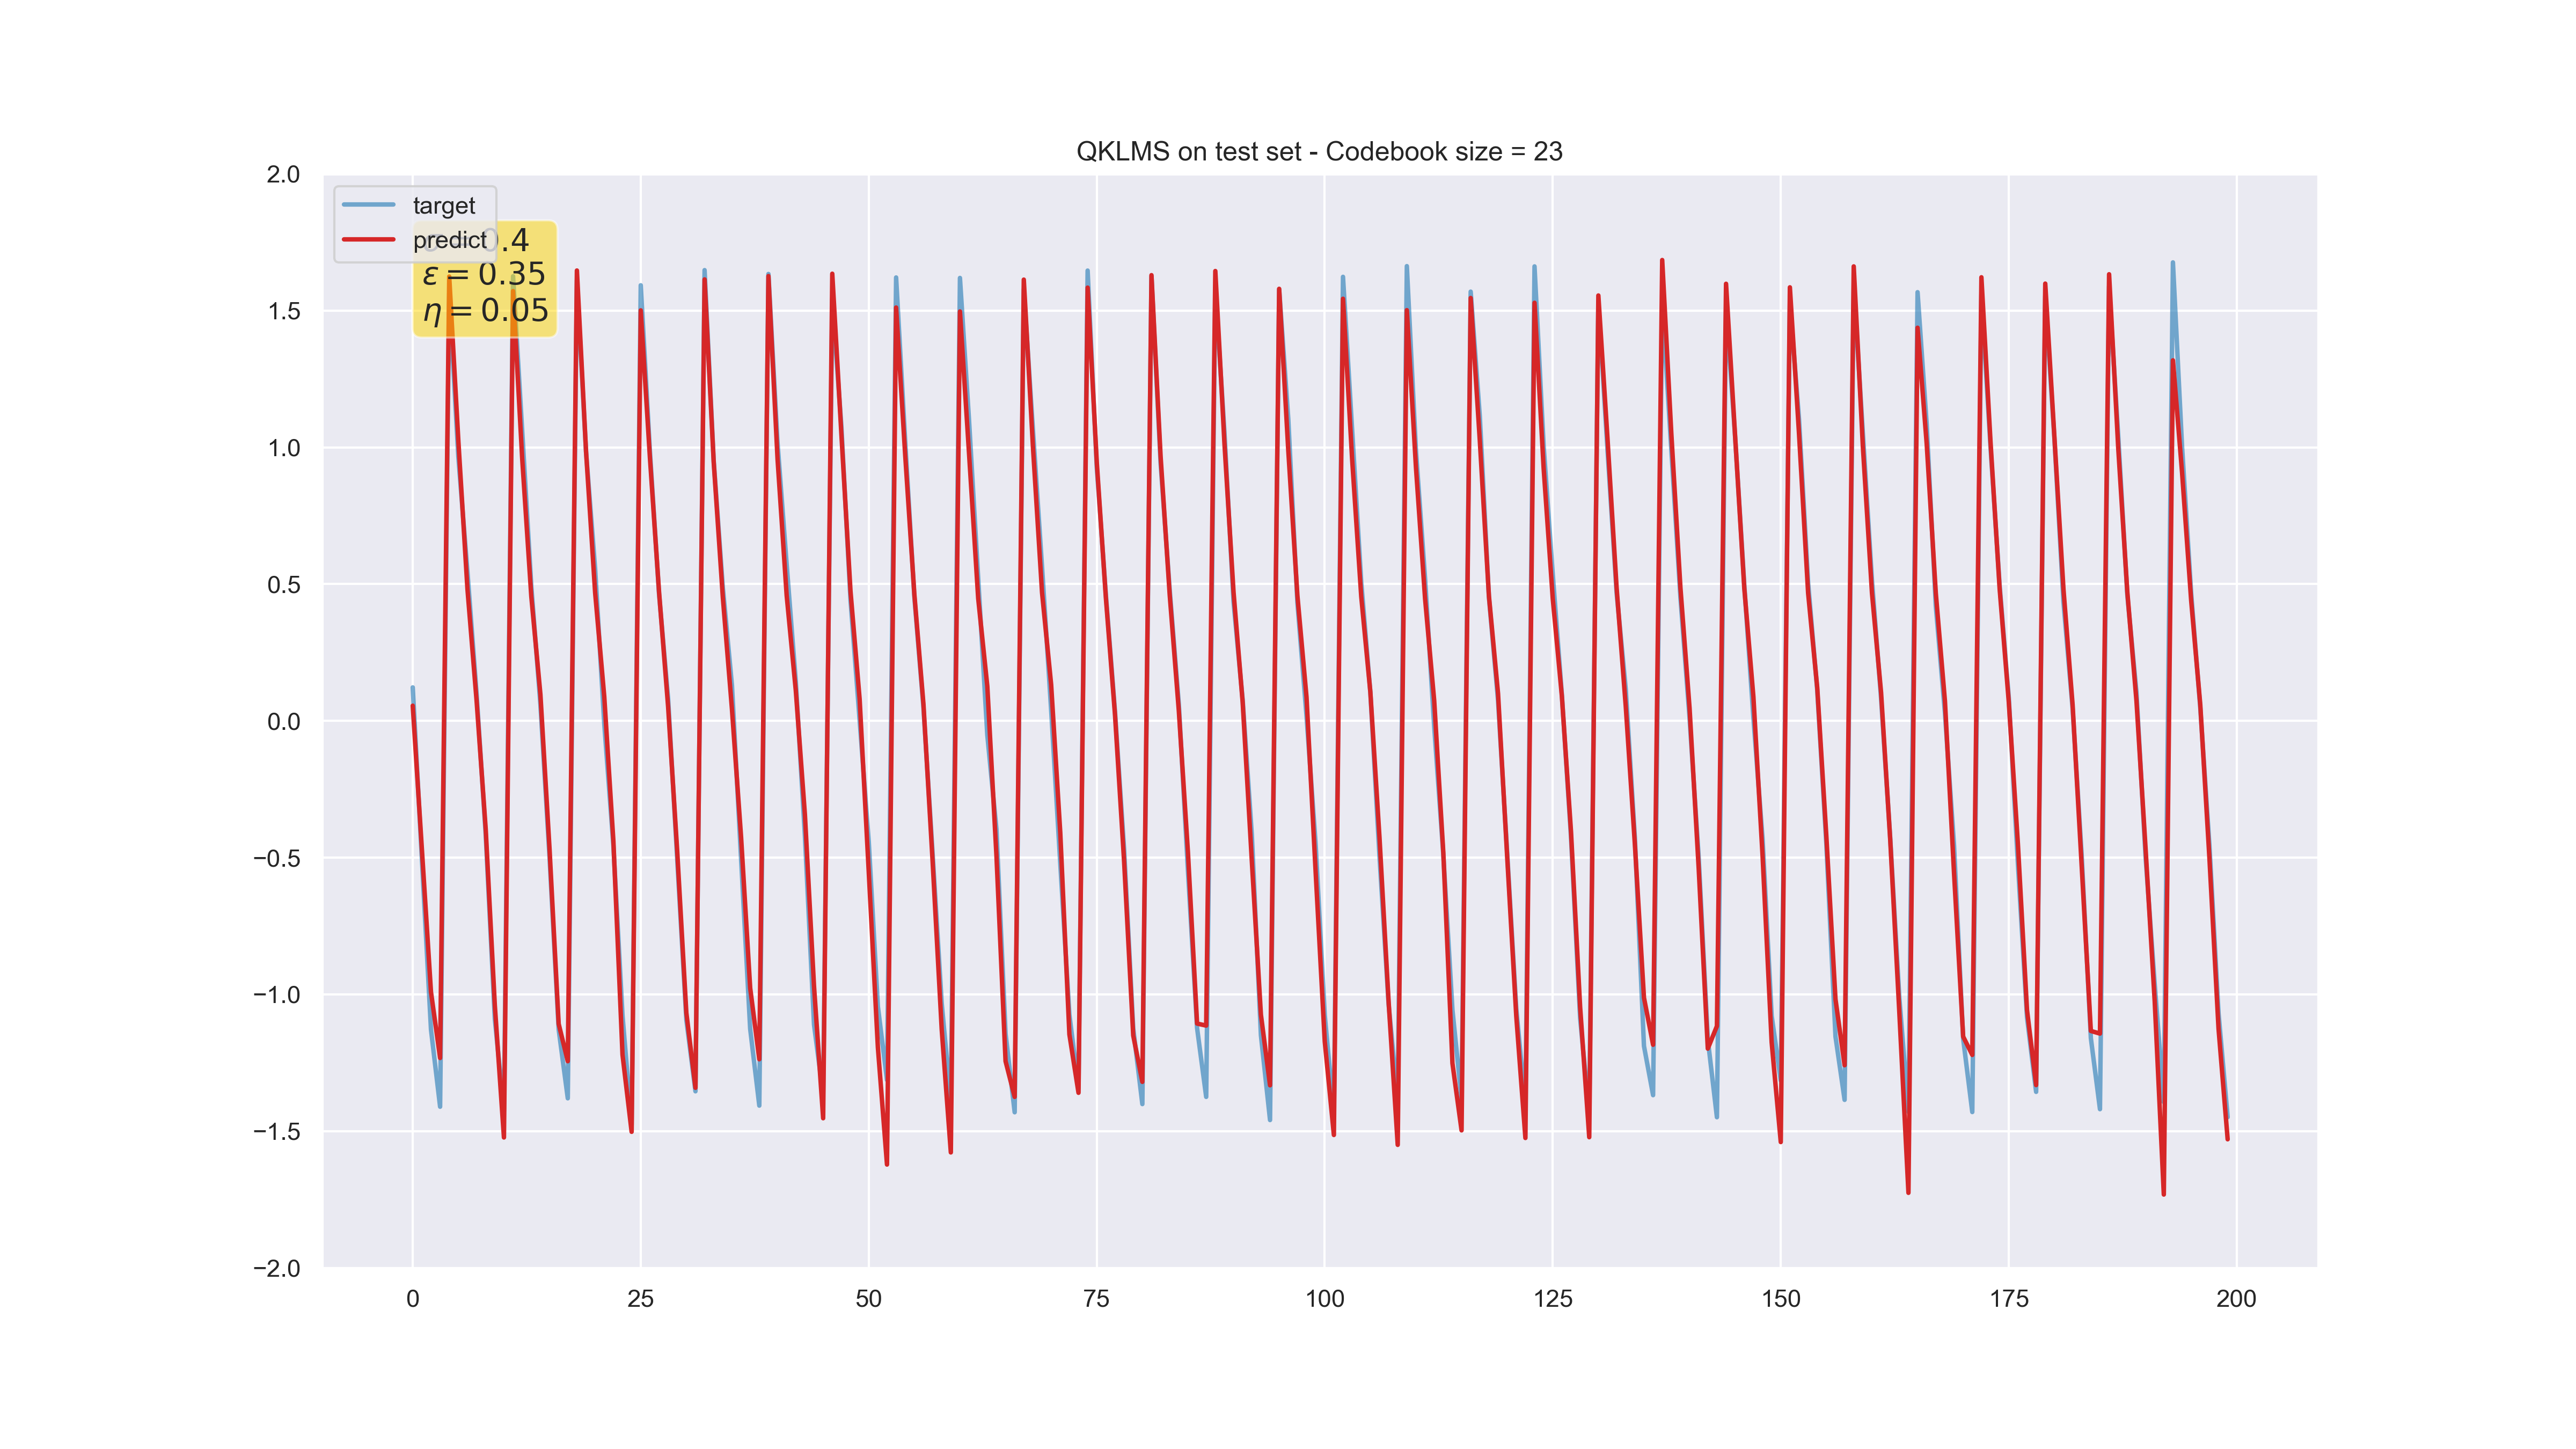 QKLMS on test set - Codebook size = 23
2.0
1.5
1.0
0.5
0.0
−0.5
−1.0
−1.5
−2.0
target
predict
σ = 0.4
ε = 0.35
η = 0.05
0 25 50 75 100 125 150 175 200